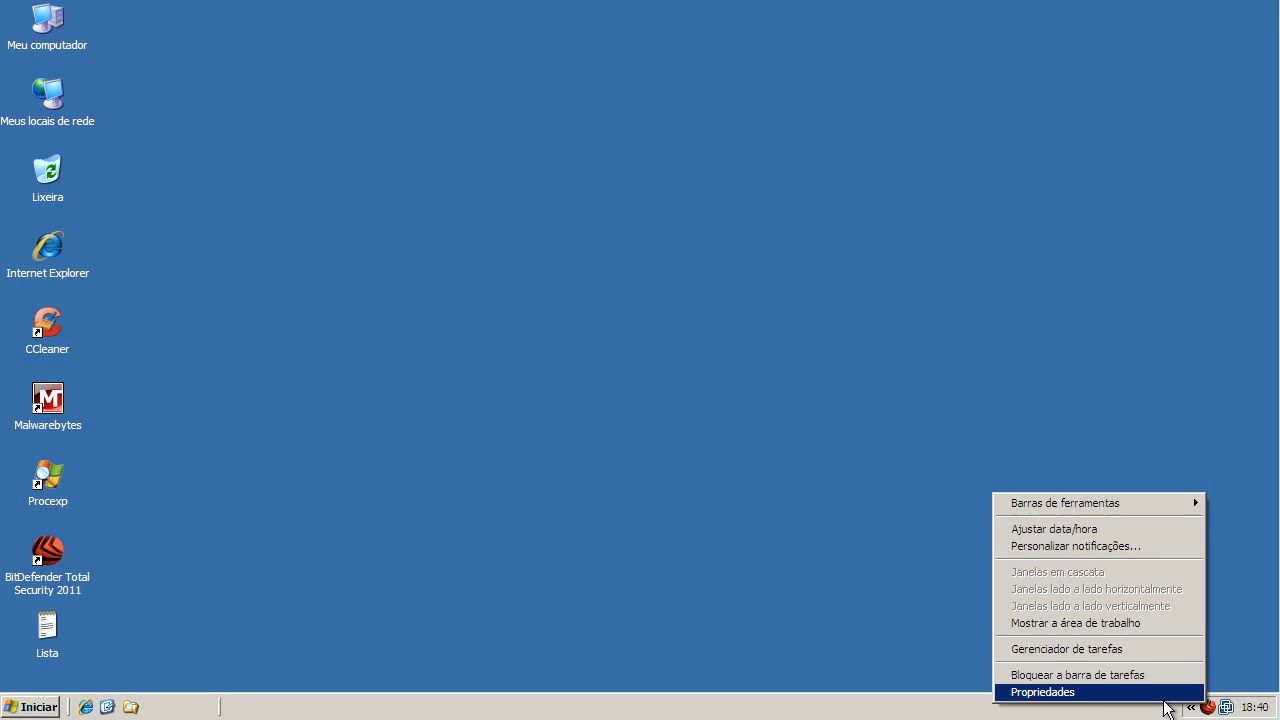 Meu computador
Meus locais de rede
Lixeira
Internet Explorer
CCleaner
Malwarebytes
Procexp
BitDefender Total
Security 2011
Lista
Barras de ferramentas
Ajustar data/hora
Personalizar notificações...
Janelas em cascata
Janelas lado a lado horizontalmente
Janelas lado a lado verticalmente
Mostrar a área de trabalho
Gerenciador de tarefas
Bloquear a barra de tarefas
Propriedades
Iniciar
18:40